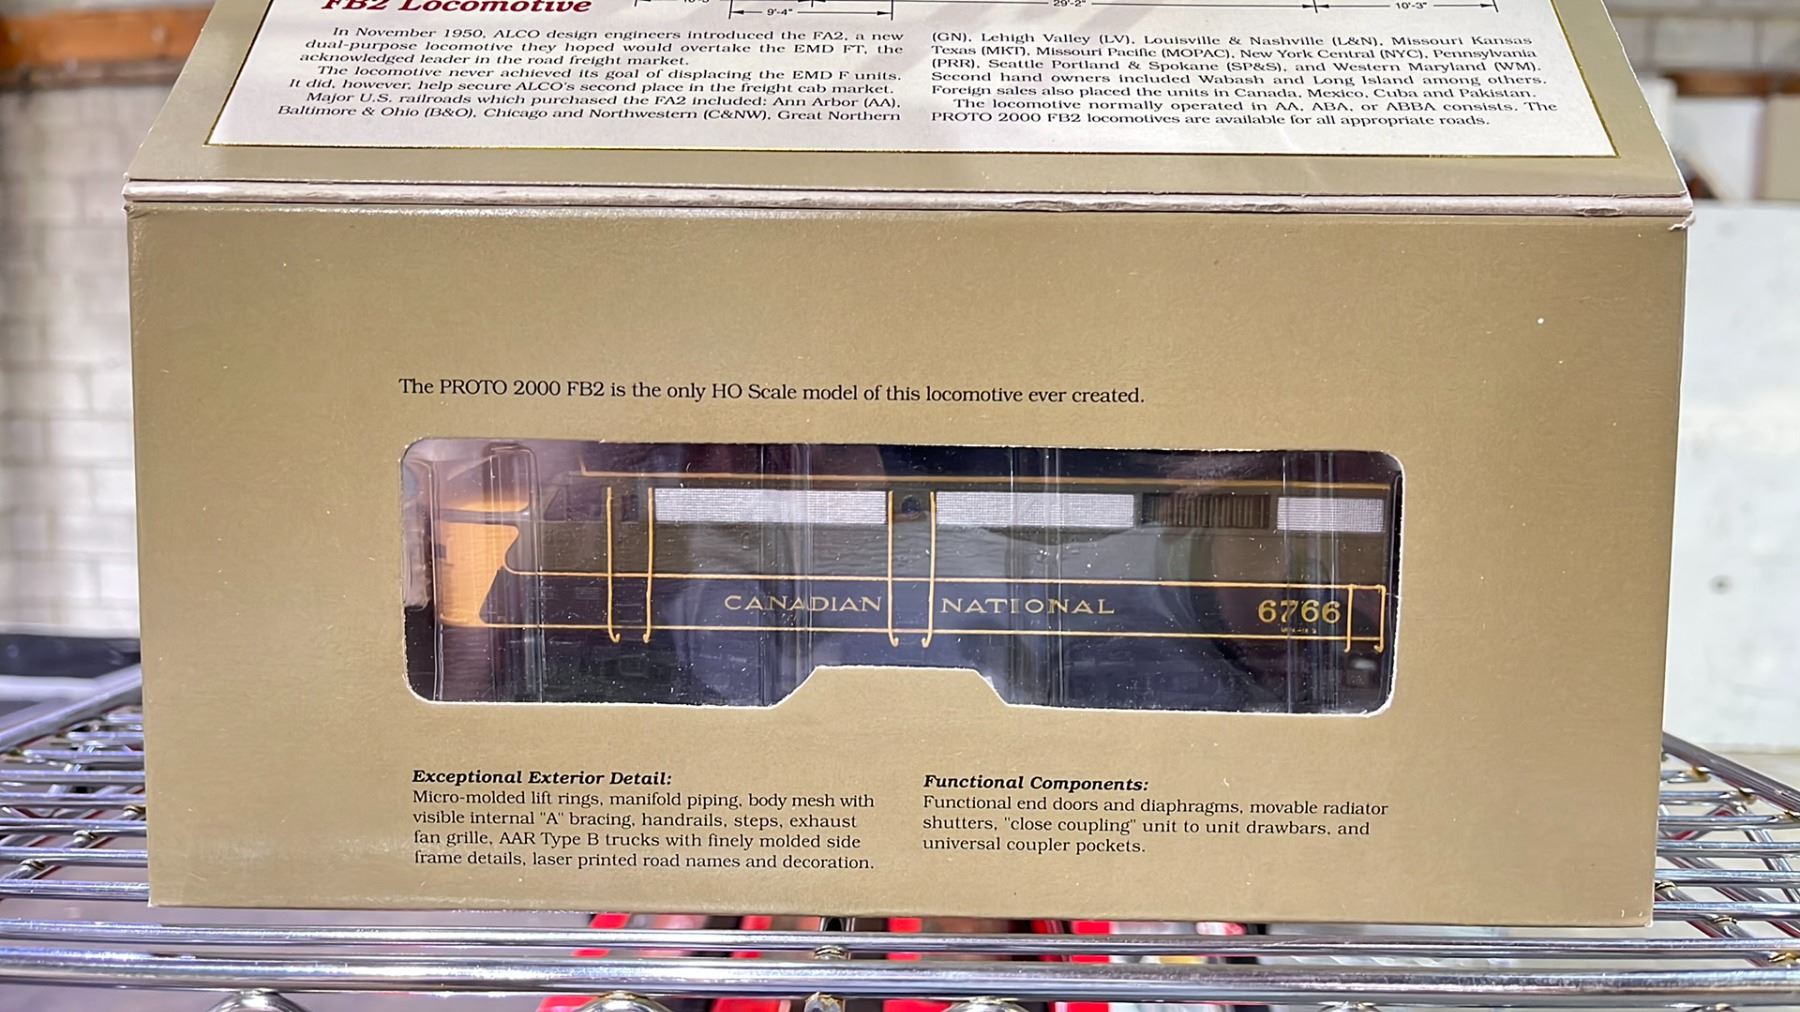 FB2 Locomotive
9'-4"
29'-2"
10'-3"
In November 1950, ALCO design engineers introduced the FA2, a new
dual-purpose locomotive they hoped would overtake the EMD FT, the
acknowledged leader in the road freight market.
The locomotive never achieved its goal of displacing the EMD F units.
It did, however, help secure ALCO's second place in the freight cab market.
Major U.S. railroads which purchased the FA2 included: Ann Arbor (AA),
Baltimore & Ohio (B&O), Chicago and Northwestern (C&NW), Great Northern
(GN), Lehigh Valley (LV), Louisville & Nashville (L&N), Missouri Kansas
Texas (MKT), Missouri Pacific (MOPAC), New York Central (NYC), Pennsylvania
(PRR), Seattle Portland & Spokane (SP&S), and Western Maryland (WM).
Second hand owners included Wabash and Long Island among others.
Foreign sales also placed the units in Canada, Mexico, Cuba and Pakistan.
The locomotive normally operated in AA, ABA, or ABBA consists. The
PROTO 2000 FB2 locomotives are available for all appropriate roads.
The PROTO 2000 FB2 is the only HO Scale model of this locomotive ever created.
CANADIAN NATIONAL 6766
Exceptional Exterior Detail:
Micro-molded lift rings, manifold piping, body mesh with
visible internal "A" bracing, handrails, steps, exhaust
fan grille, AAR Type B trucks with finely molded side
frame details, laser printed road names and decoration.
Functional Components:
Functional end doors and diaphragms, movable radiator
shutters, "close coupling" unit to unit drawbars, and
universal coupler pockets.